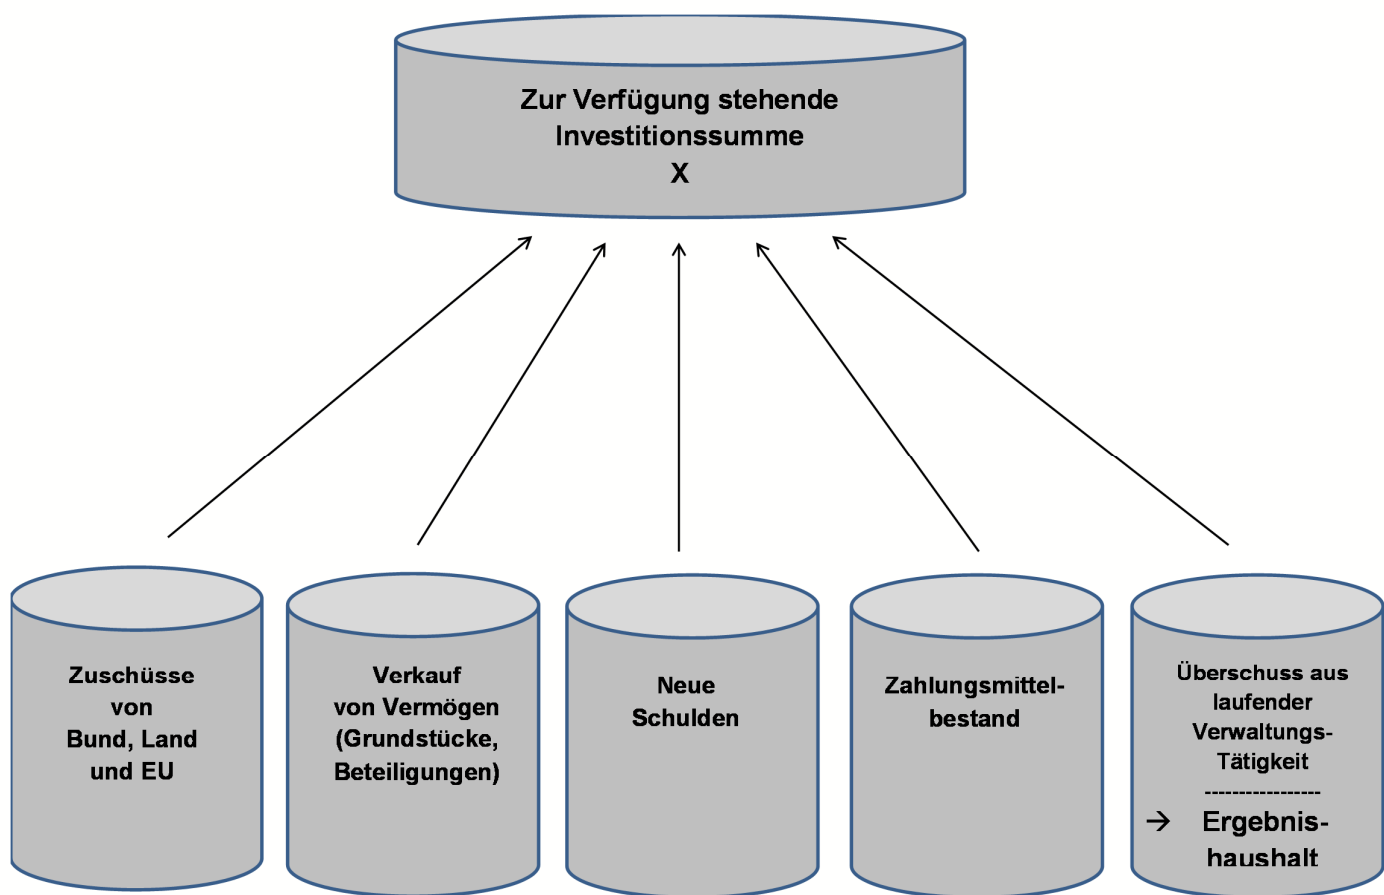 Zur Verfügung stehende
Investitionssumme
X
Zuschüsse
von
Bund, Land
und EU
Verkauf
von Vermögen
(Grundstücke,
Beteiligungen)
Neue
Schulden
Zahlungsmittel-
bestand
Überschuss aus
laufender
Verwaltungs-
Tätigkeit
-----------------
→ Ergebnis-
haushalt